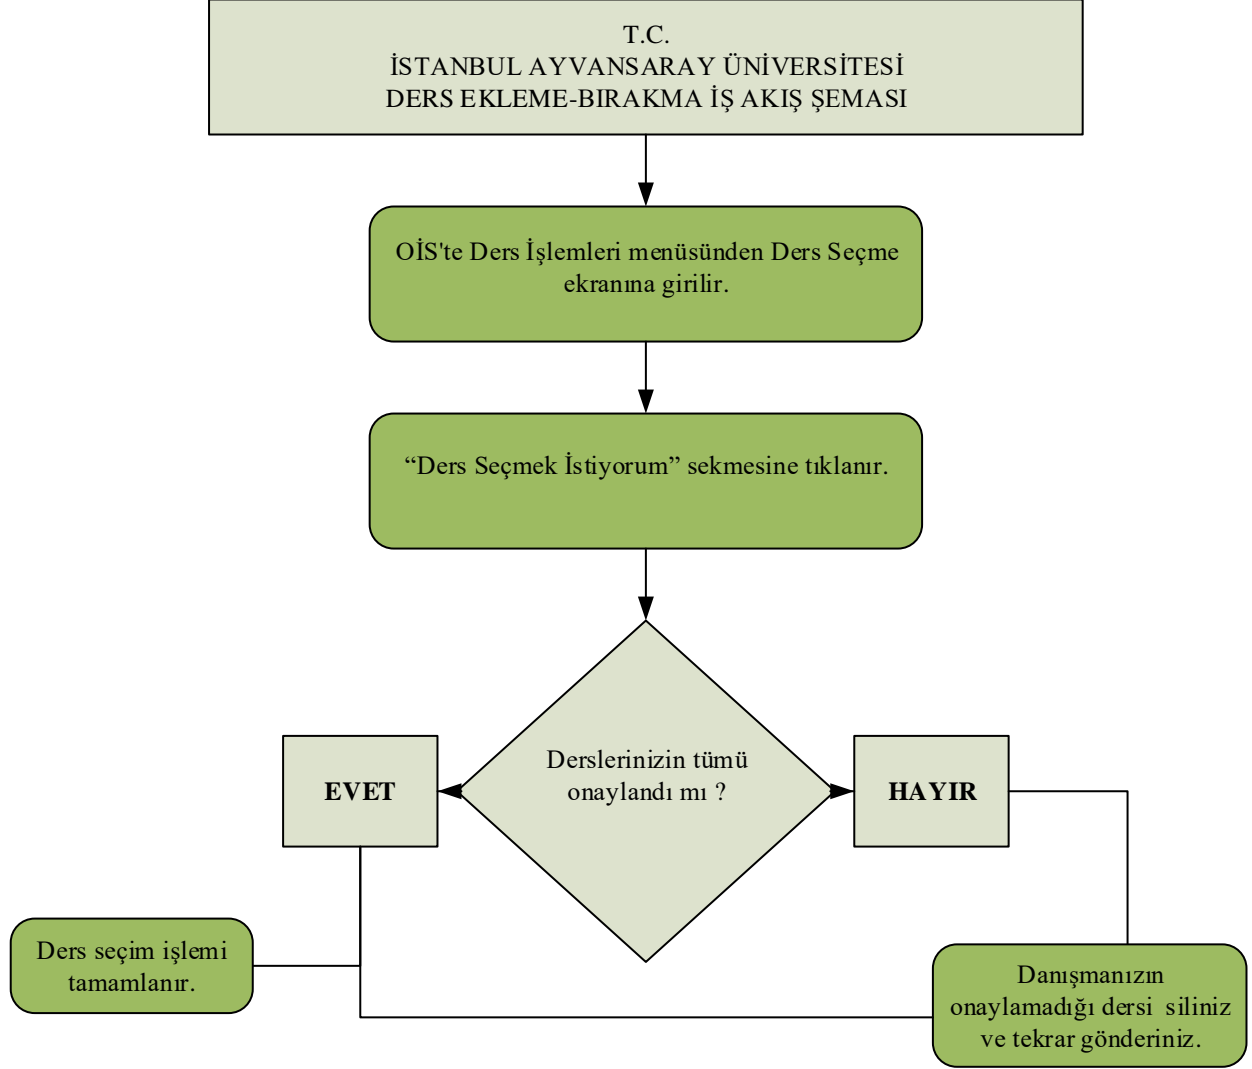 T.C.
İSTANBUL AYVANSARAY ÜNİVERSİTESİ
DERS EKLEME-BIRAKMA İŞ AKIŞ ŞEMASI
OİS'te Ders İşlemleri menüsünden Ders Seçme
ekranına girilir.
“Ders Seçmek İstiyorum” sekmesine tıklanır.
Derslerinizin tümü
onaylandı mı ?
EVET
HAYIR
Ders seçim işlemi
tamamlanır.
Danışmanızın
onaylamadığı dersi  siliniz
ve tekrar gönderiniz.